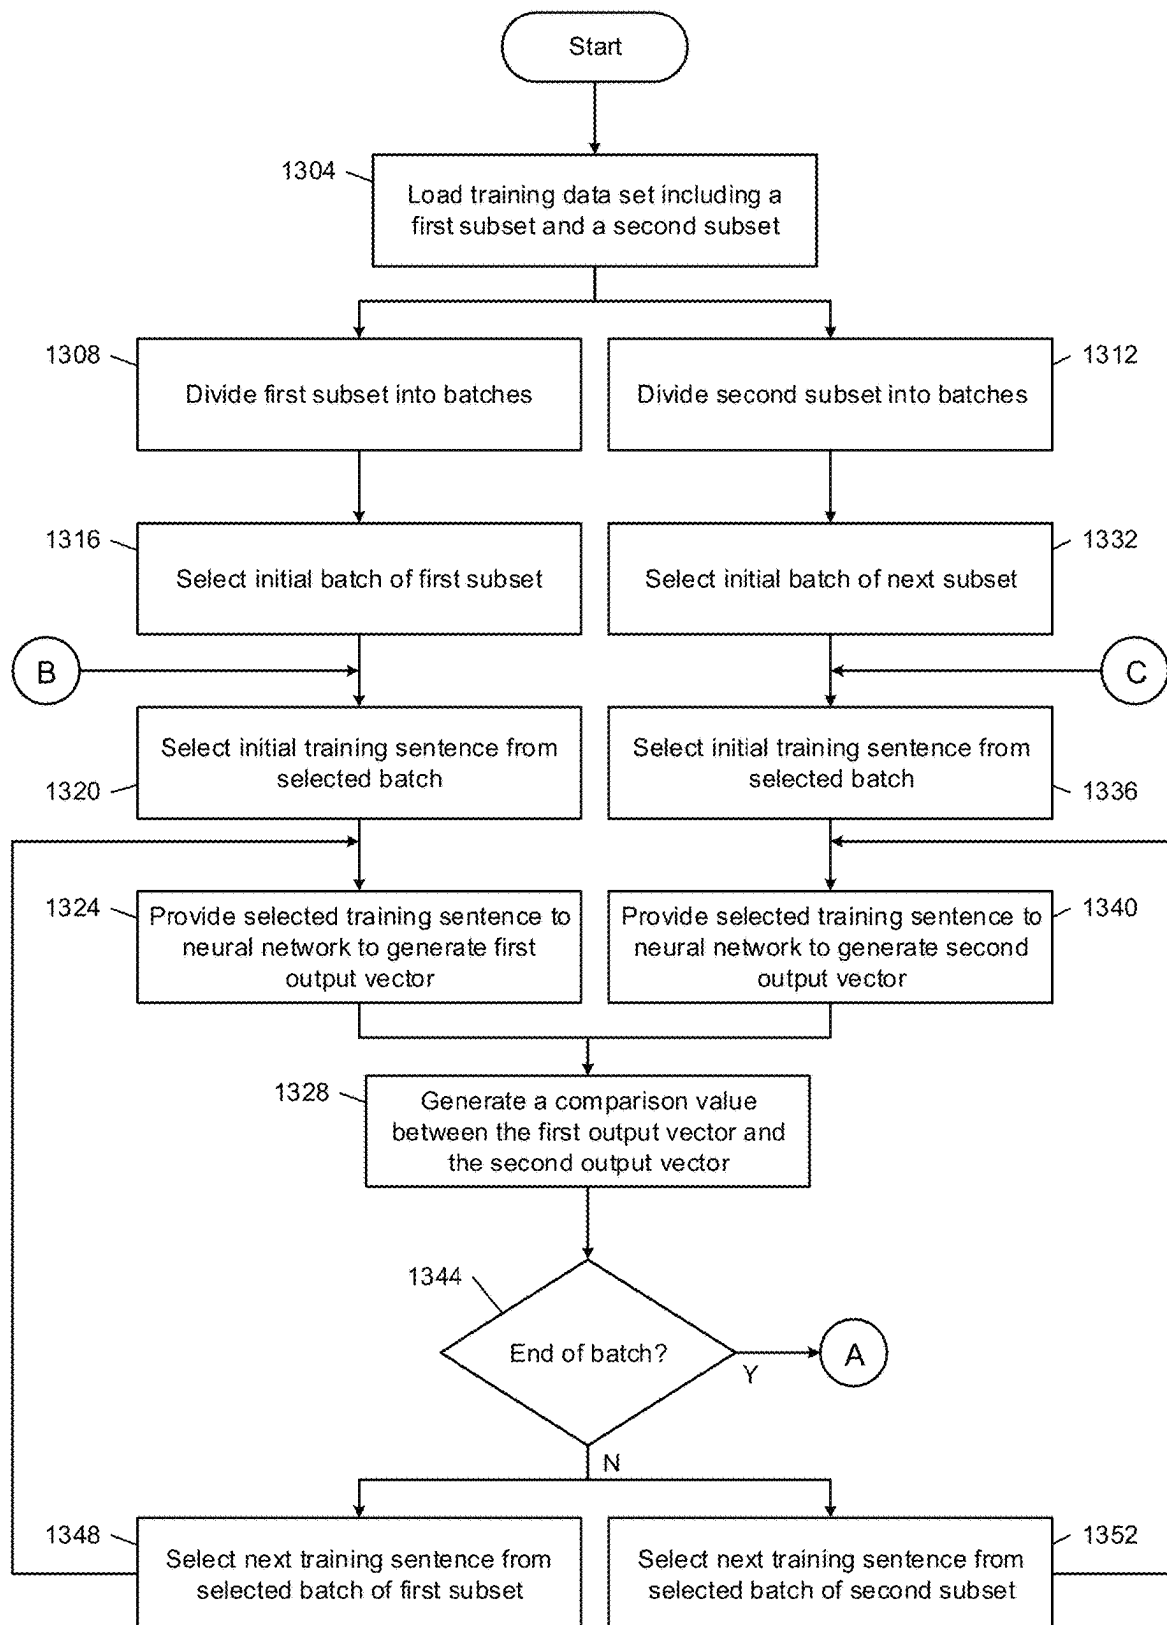 Start
1304
Load training data set including a
first subset and a second subset
1308
Divide first subset into batches
Divide second subset into batches
1312
1316
Select initial batch of first subset
Select initial batch of next subset
1332
B
C
Select initial training sentence from
selected batch
1320
Select initial training sentence from
selected batch
1336
1324
Provide selected training sentence to
neural network to generate first
output vector
Provide selected training sentence to
neural network to generate second
output vector
1340
1328
Generate a comparison value
between the first output vector and
the second output vector
1344
End of batch?
Y
A
N
1348
Select next training sentence from
selected batch of first subset
Select next training sentence from
selected batch of second subset
1352